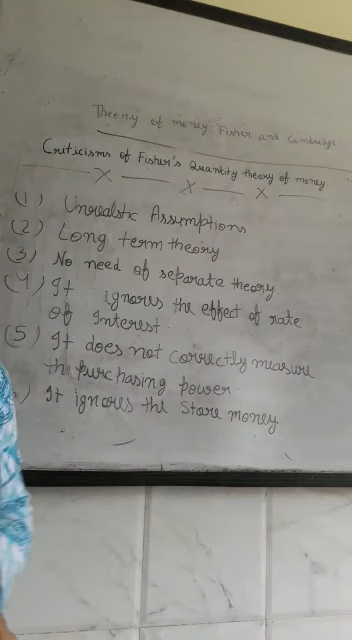 Theory of money Fisher and Cambridge
Criticisms of Fisher's Quantity theory of money
(1) Unrealstic Assumptions
(2) Long term theory
(3) No need of separate theory
(4) It ignores the effect of rate
of Interest.
(5) It does not correctly measure
the purchasing power.
) It ignores the Store money.